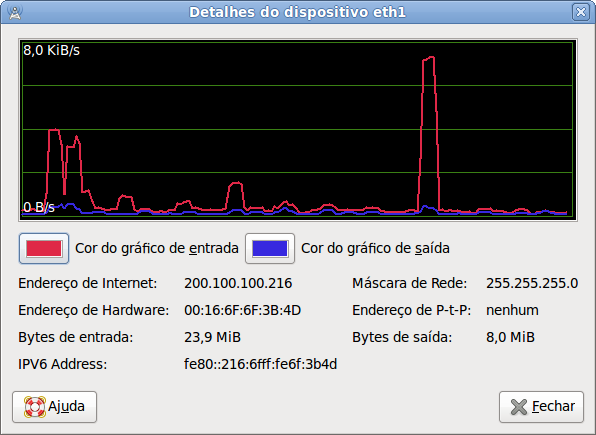 Detalhes do dispositivo eth1
8,0 KiB/s
0 B/s
Cor do gráfico de entrada Cor do gráfico de saída
Endereço de Internet: 200.100.100.216 Máscara de Rede: 255.255.255.0
Endereço de Hardware: 00:16:6F:6F:3B:4D Endereço de P-t-P: nenhum
Bytes de entrada: 23,9 MiB Bytes de saída: 8,0 MiB
IPV6 Address: fe80::216:6fff:fe6f:3b4d
Ajuda Fechar